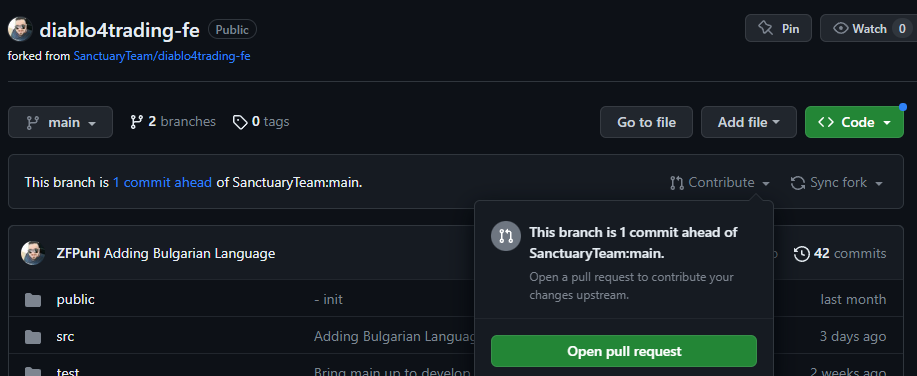 diablo4trading-fe Public Pin Watch 0
forked from SanctuaryTeam/diablo4trading-fe
main 2 branches 0 tags Go to file Add file <> Code
This branch is 1 commit ahead of SanctuaryTeam:main. Contribute Sync fork
This branch is 1 commit ahead of
SanctuaryTeam:main.
Open a pull request to contribute your
changes upstream.
Open pull request
ZFPuhi Adding Bulgarian Language 42 commits
public - init last month
src Adding Bulgarian Languag 3 days ago
test Bring main up to develop 2 weeks ago